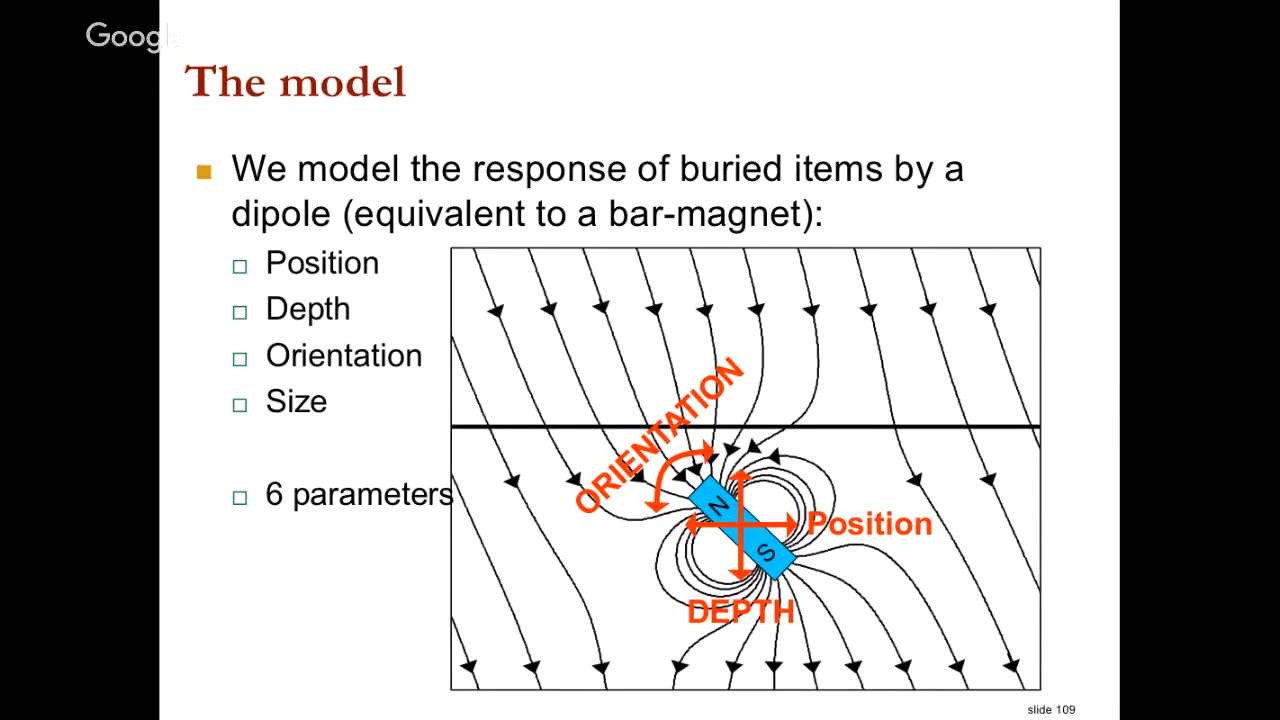 Google
The model
We model the response of buried items by a
dipole (equivalent to a bar-magnet):
Position
Depth
Orientation
Size
6 parameters
ORIENTATION
N
S
Position
DEPTH
slide 109